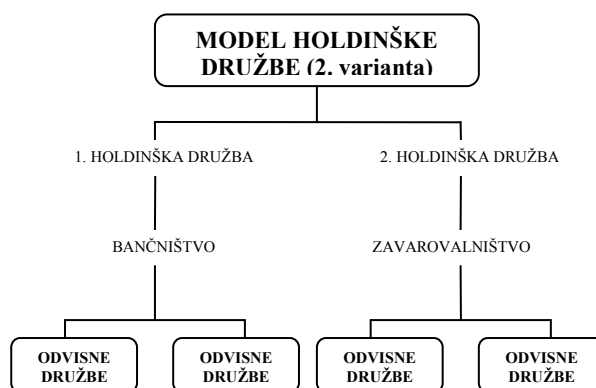 MODEL HOLDINŠKE
DRUŽBE (2. varianta)
1. HOLDINŠKA DRUŽBA
2. HOLDINŠKA DRUŽBA
BANČNIŠTVO
ZAVAROVALNIŠTVO
ODVISNE
DRUŽBE
ODVISNE
DRUŽBE
ODVISNE
DRUŽBE
ODVISNE
DRUŽBE